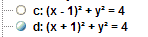 c: (x - 1)² + y² = 4
d: (x + 1)² + y² = 4